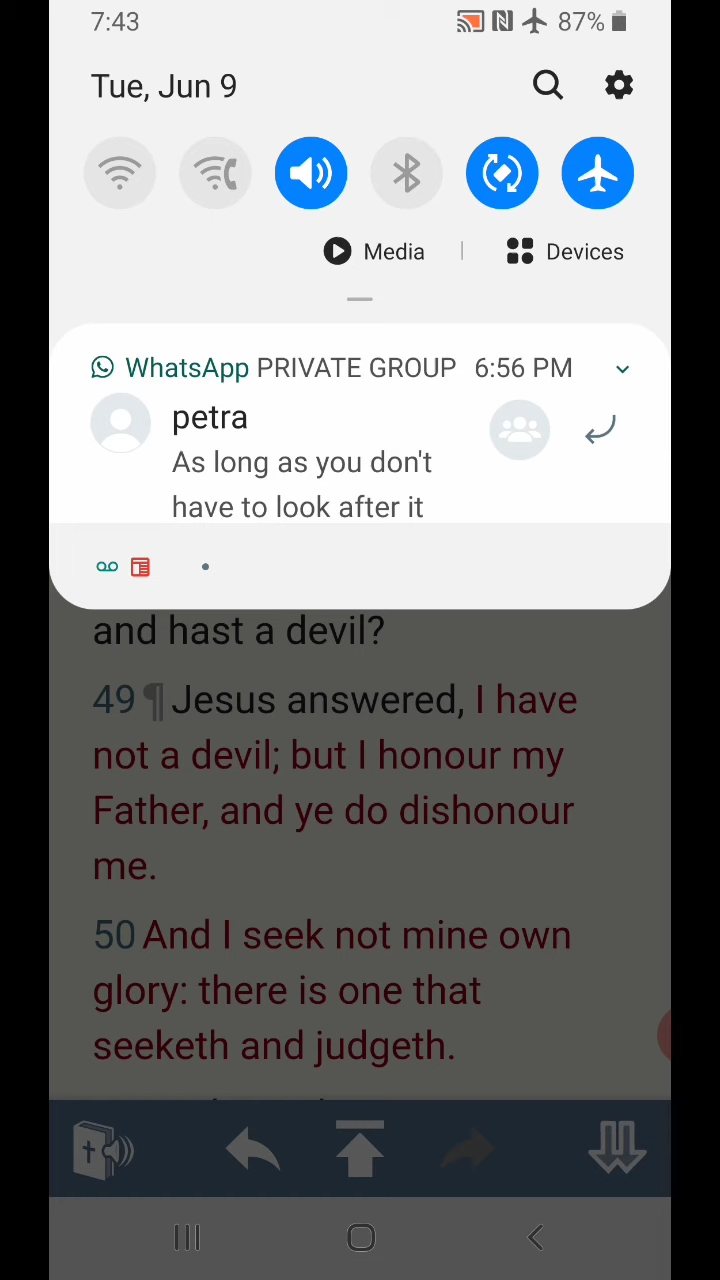 7:43 87%
Tue, Jun 9
Media | Devices
WhatsApp PRIVATE GROUP 6:56 PM
petra
As long as you don't
have to look after it
and hast a devil?
49 ¶ Jesus answered, I have
not a devil; but I honour my
Father, and ye do dishonour
me.
50 And I seek not mine own
glory: there is one that
seeketh and judgeth.